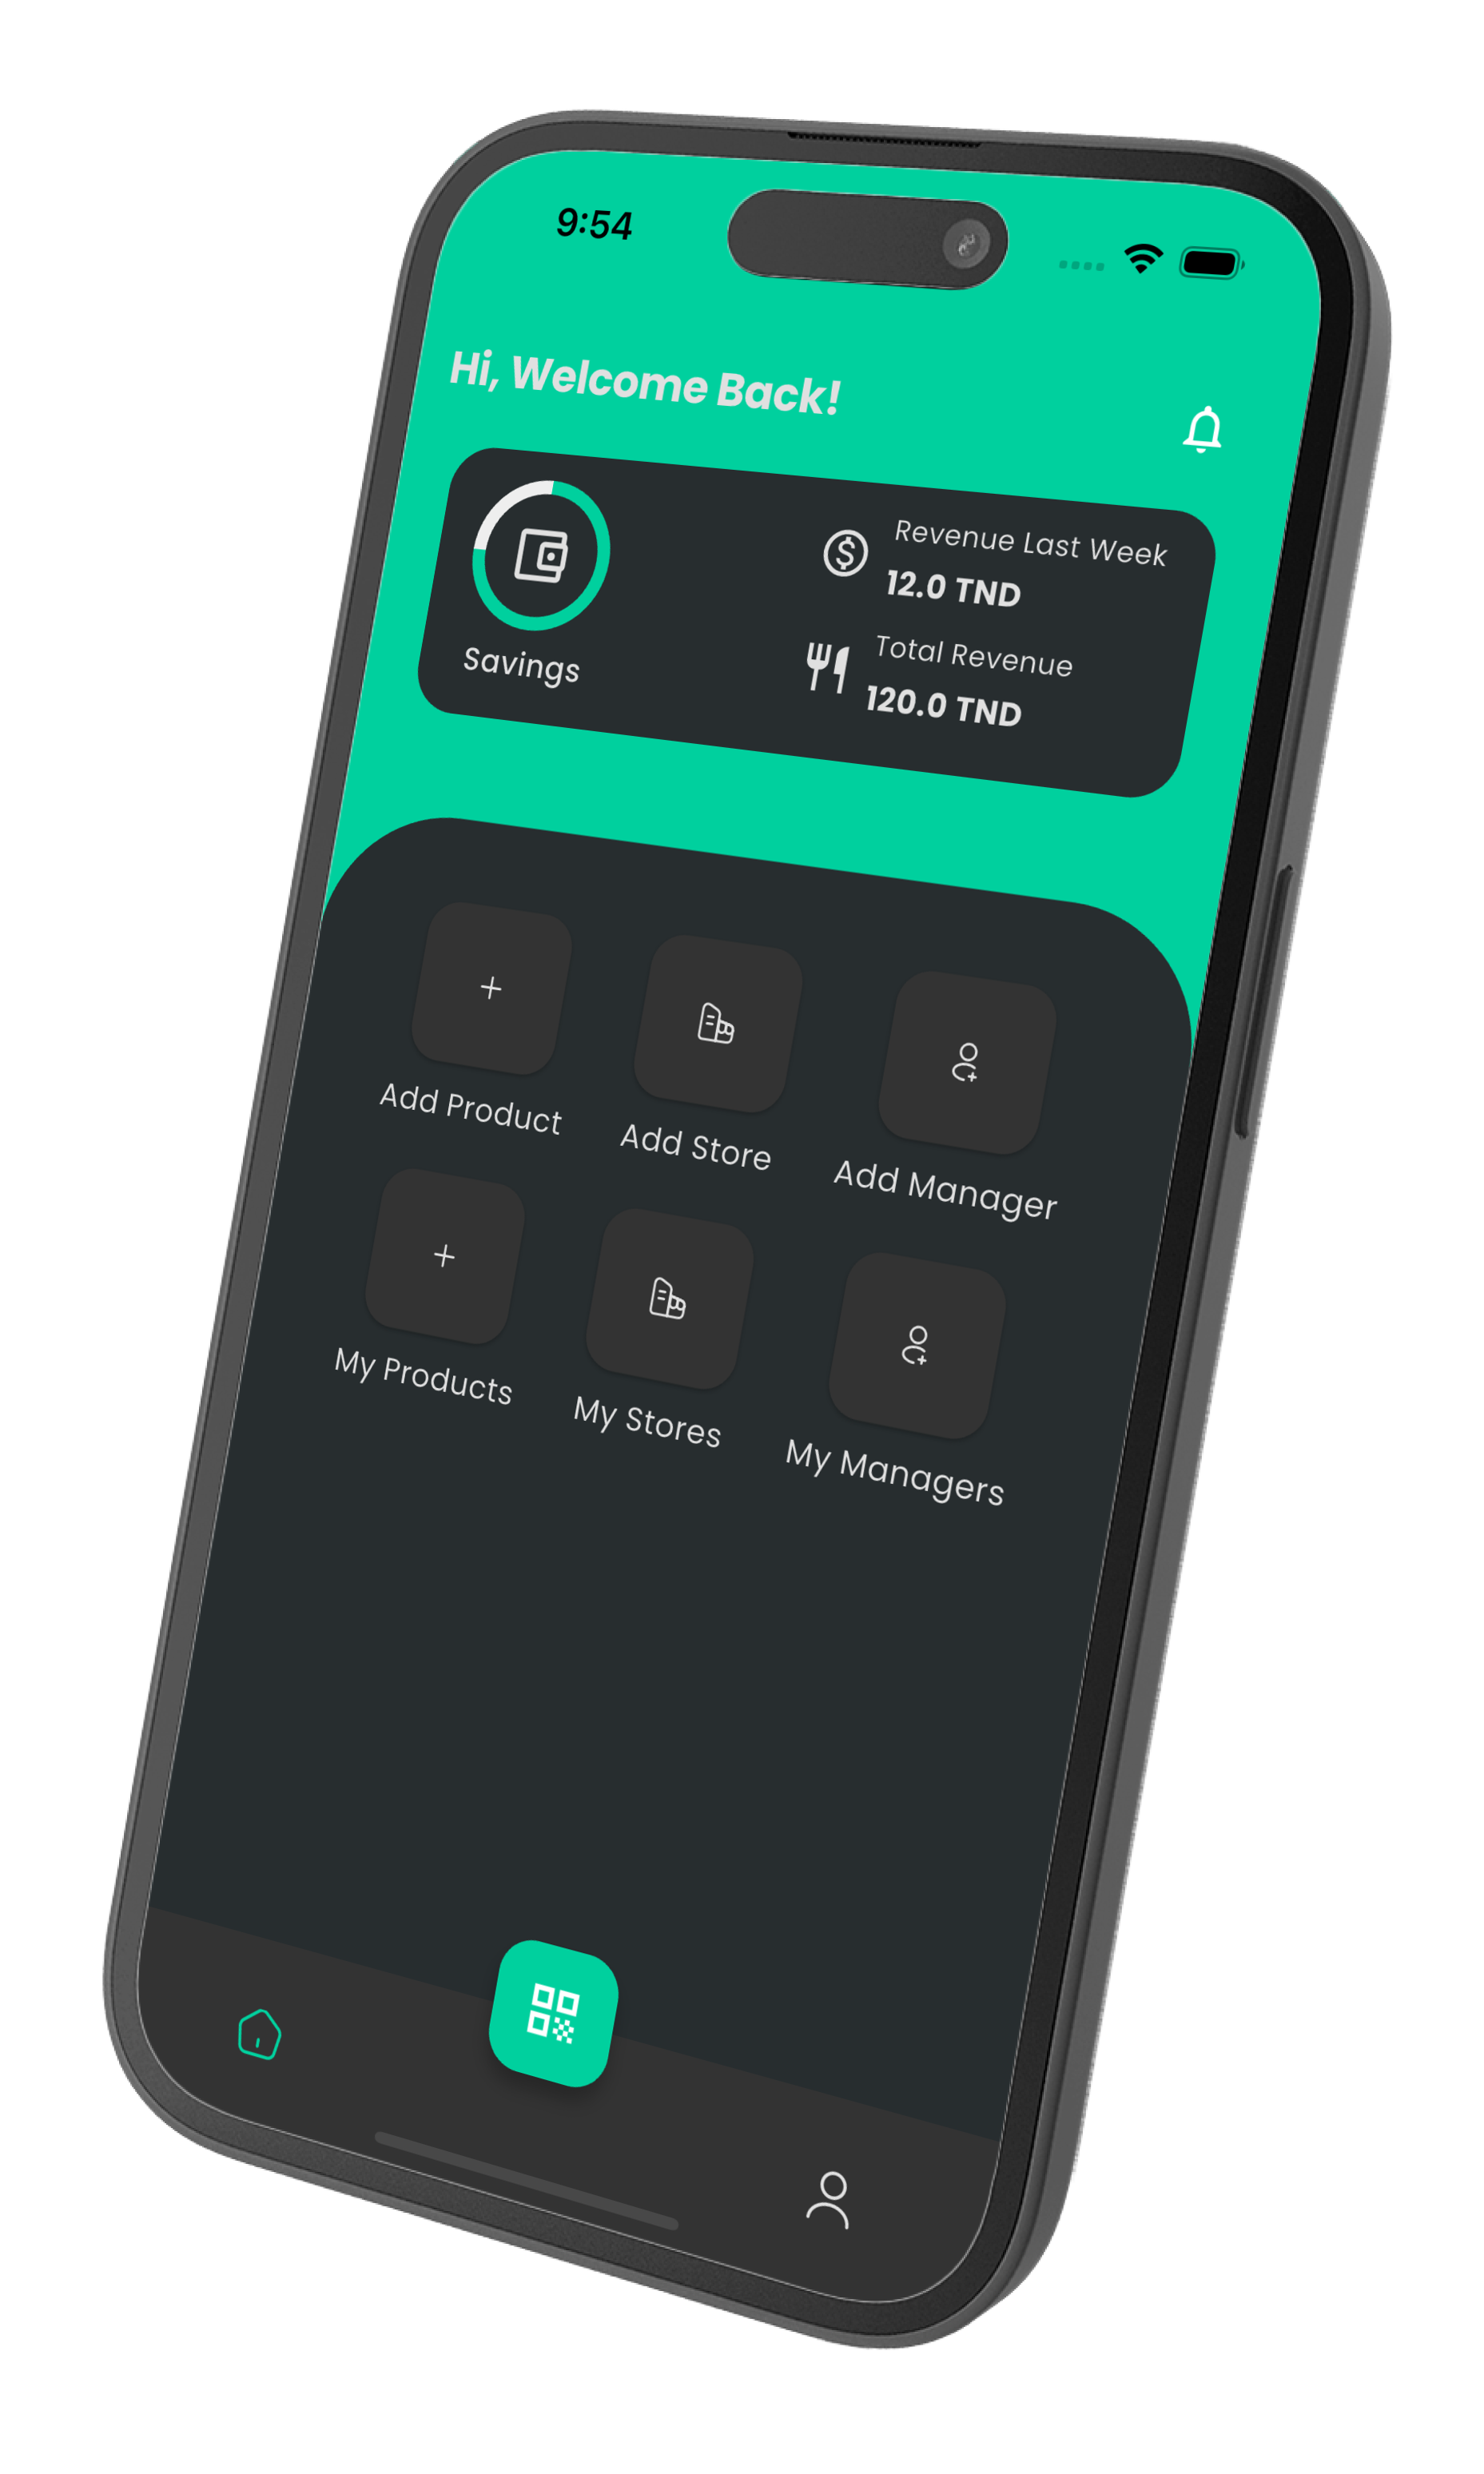 9:54
Hi, Welcome Back!
Revenue Last Week
12.0 TND
Savings
Total Revenue
120.0 TND
Add Product
Add Store
Add Manager
My Products
My Stores
My Managers